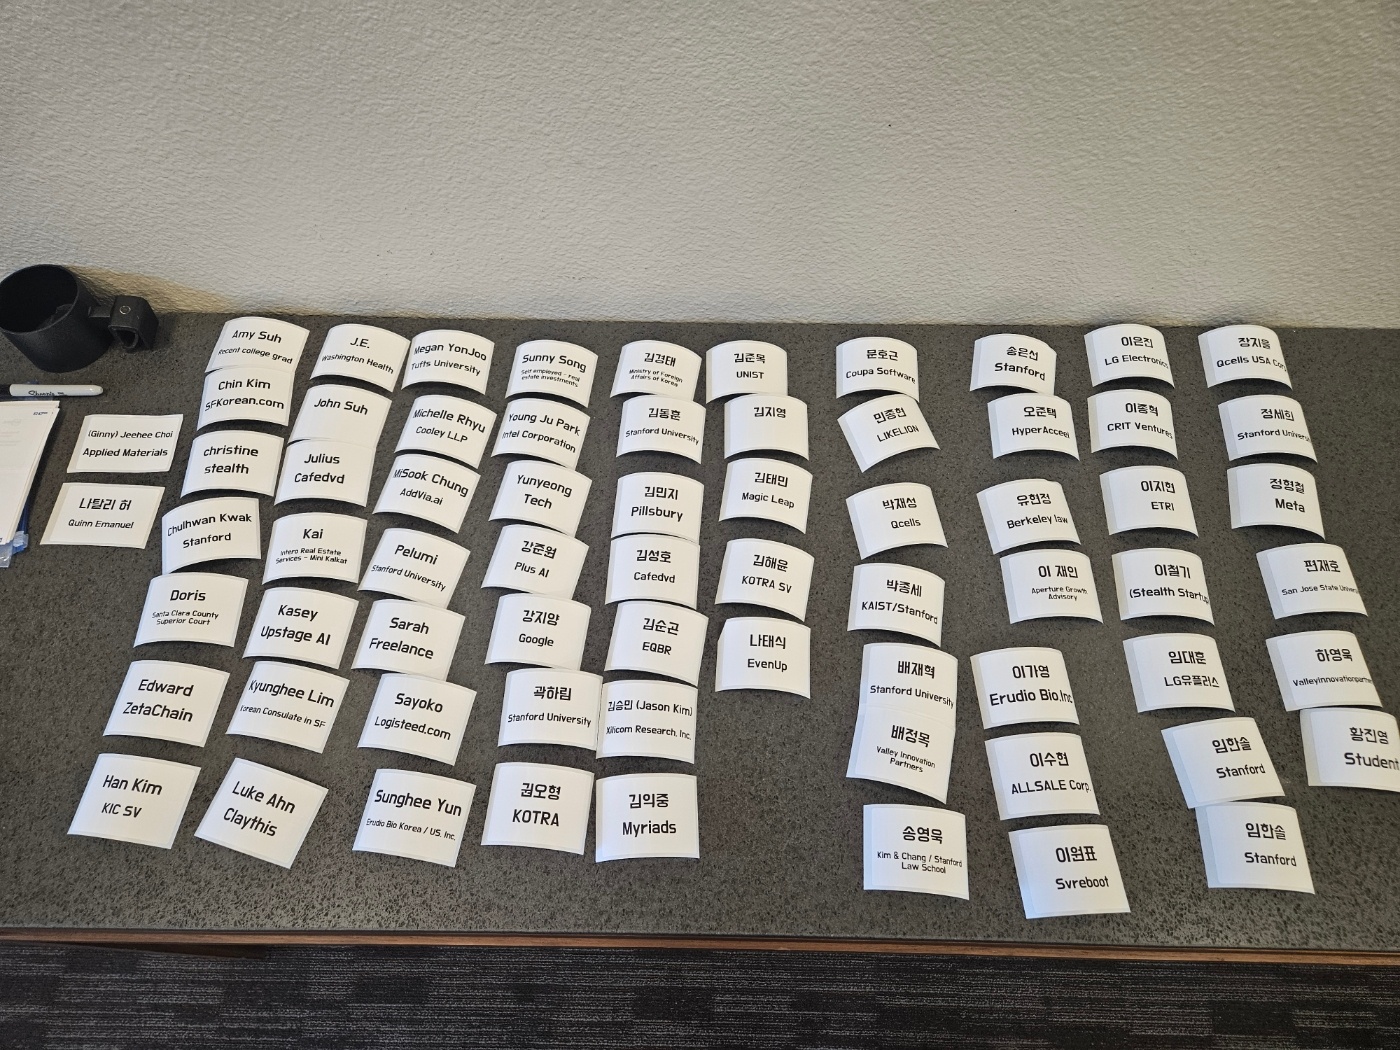 (Ginny) Jeehee Choi
Applied Materials
나탈리 허
Quinn Emanuel
Amy Suh
Recent college grad
Chin Kim
SFKorean.com
christine
stealth
Chulhwan Kwak
Stanford
Doris
Santa Clara County
Superior Court
Edward
ZetaChain
Han Kim
KIC SV
J.E.
Washington Health
John Suh
Julius
Cafedvd
Kai
Intero Real Estate
Services - Mini Kalkat
Kasey
Upstage AI
Kyunghee Lim
Korean Consulate in SF
Luke Ahn
Claythis
Megan YonJoo
Tufts University
Michelle Rhyu
Cooley LLP
MiSook Chung
AddVia.ai
Pelumi
Stanford University
Sarah
Freelance
Sayoko
Logisteed.com
Sunghee Yun
Erudio Bio Korea / US, Inc.
Sunny Song
Self employed - real
estate investments
Young Ju Park
Intel Corporation
Yunyeong
Tech
강준원
Plus AI
강지양
Google
곽하림
Stanford University
권오형
KOTRA
김경태
Ministry of Foreign
Affairs of Korea
김동훈
Stanford University
김민지
Pillsbury
김성호
Cafedvd
김순곤
EQBR
김승민 (Jason Kim)
Xilicom Research, Inc.
김익중
Myriads
김준목
UNIST
김지영
김태민
Magic Leap
김해윤
KOTRA SV
나태식
EvenUp
문호근
Coupa Software
민종헌
LIKELION
박재성
Qcells
박종세
KAIST/Stanford
배재혁
Stanford University
배정목
Valley Innovation
Partners
송영욱
Kim & Chang / Stanford
Law School
송은선
Stanford
오준택
HyperAccel
유현정
Berkeley law
이 재인
Aperture Growth
Advisory
이가영
Erudio Bio,Inc
이수현
ALLSALE Corp.
이원표
Svreboot
이은진
LG Electronics
이종혁
CRIT Ventures
이지현
ETRI
이철기
(Stealth Startup
임대훈
LG유플러스
임한솔
Stanford
임한솔
Stanford
장지을
Qcells USA Cor
정세희
Stanford Univers
정형철
Meta
편재호
San Jose State Univers
하영욱
Valleyinnovationpartne
황진영
Student